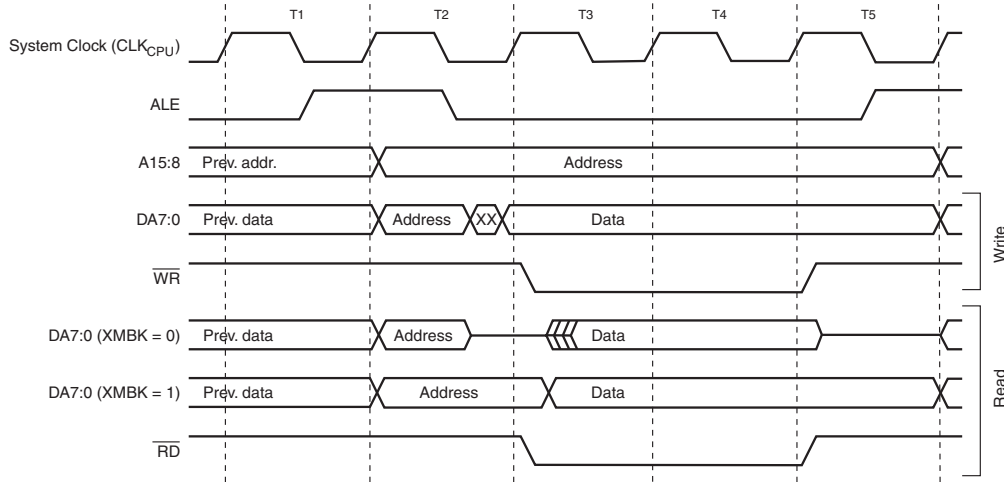 T1 T2 T3 T4 T5
System Clock (CLKCPU)
ALE
A15:8 Prev. addr. Address
DA7:0 Prev. data Address XX Data
WR
Write
DA7:0 (XMBK = 0) Prev. data Address Data
DA7:0 (XMBK = 1) Prev. data Address Data
RD
Read